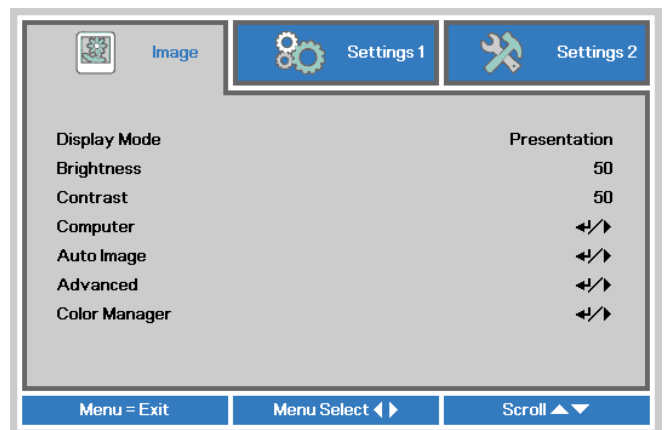 Image Settings 1 Settings 2
Display Mode Presentation
Brightness 50
Contrast 50
Computer ↵/▶
Auto Image ↵/▶
Advanced ↵/▶
Color Manager ↵/▶
Menu = Exit Menu Select ◀▶ Scroll ▲▼